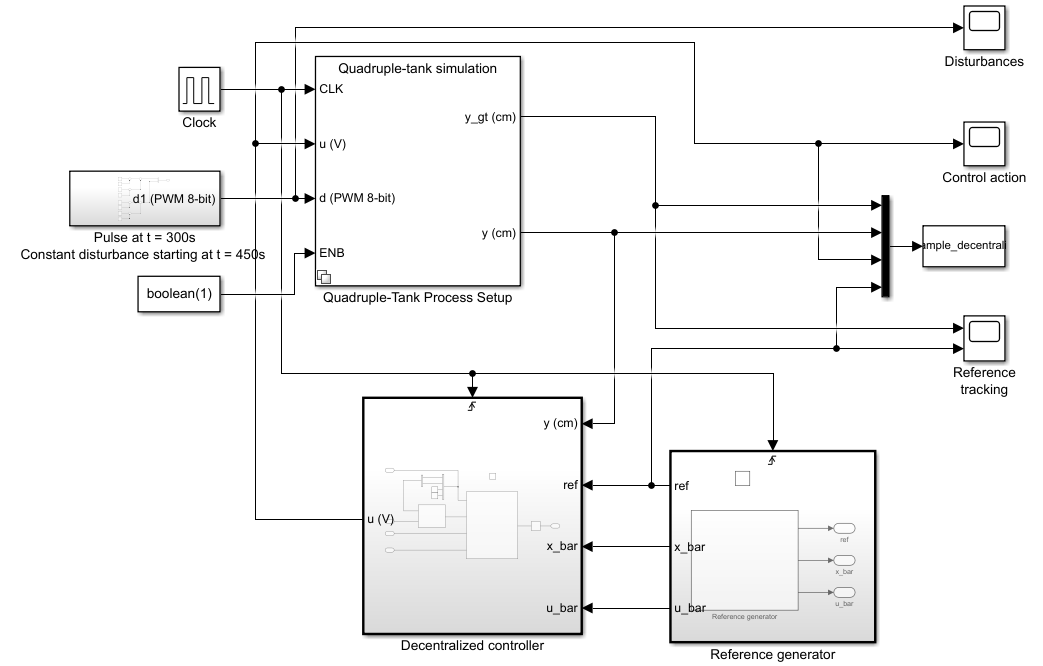 Disturbances
Quadruple-tank simulation
CLK
Clock
y_gt (cm)
u (V)
Control action
d1 (PWM 8-bit)
d (PWM 8-bit)
y (cm)
Pulse at t = 300s
Constant disturbance starting at t = 450s
ENB
boolean(1)
Quadruple-Tank Process Setup
Reference
tracking
y (cm)
ref
ref
u (V)
x_bar
x_bar
u_bar
u_bar
ref
x_bar
u_bar
Reference generator
Decentralized controller
Reference generator